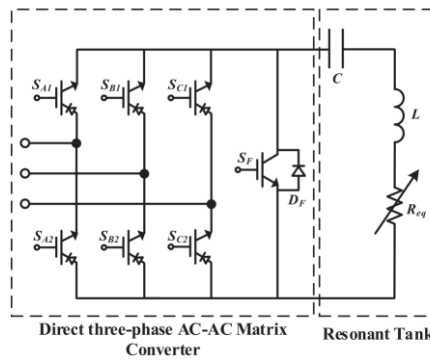 S_A1
S_B1
S_C1
C
L
S_F
D_F
R_eq
S_A2
S_B2
S_C2
Direct three-phase AC-AC Matrix
Converter
Resonant Tank